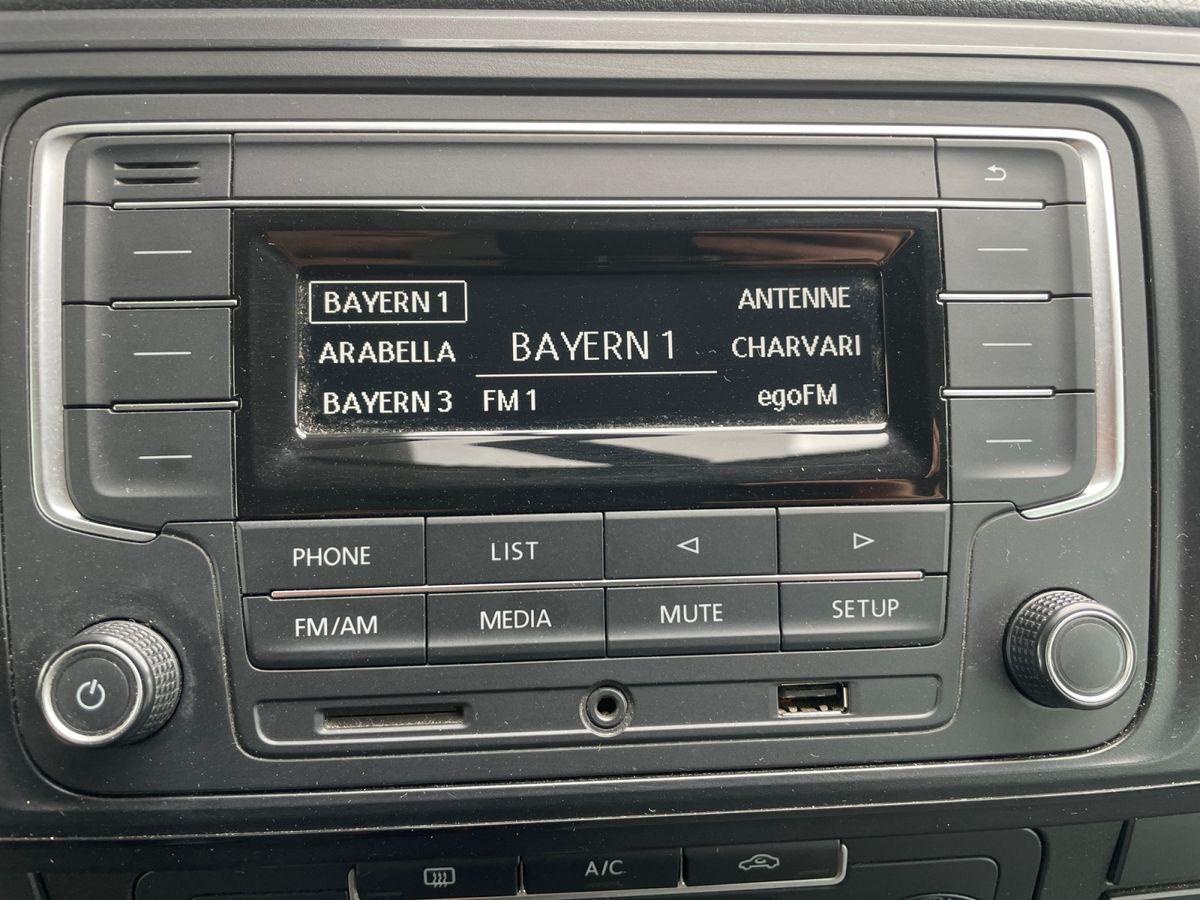 BAYERN 1
ARABELLA
BAYERN 3
BAYERN 1
FM 1
ANTENNE
CHARVARI
egoFM
PHONE
LIST
FM/AM
MEDIA
MUTE
SETUP
A/C